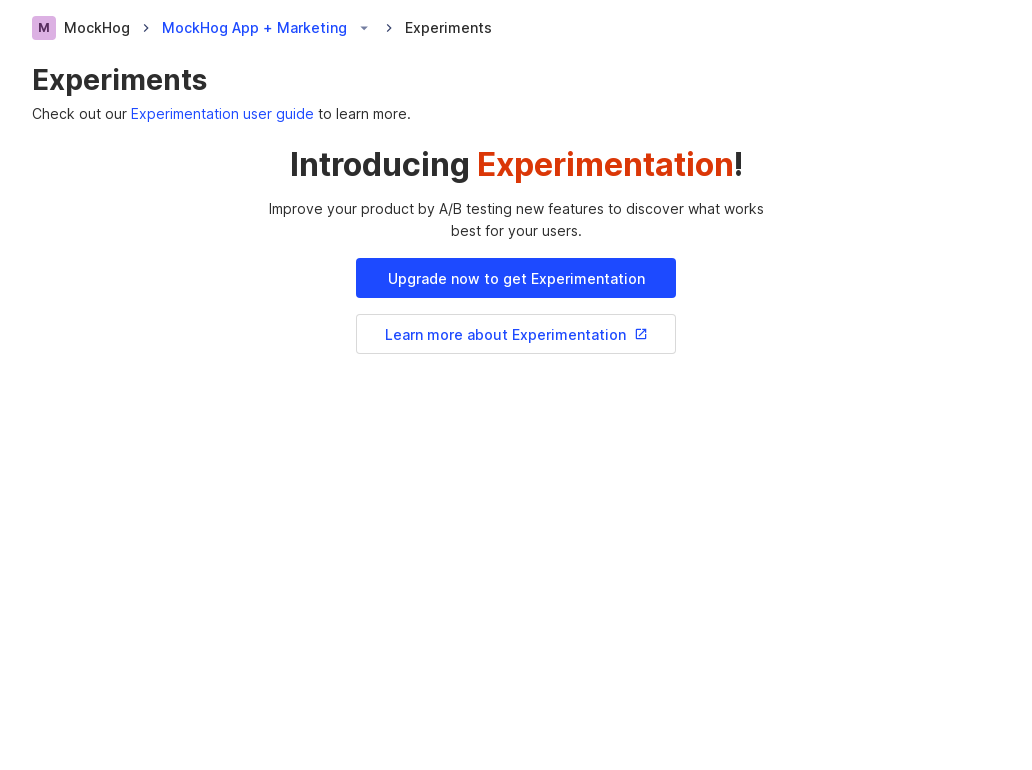 M MockHog MockHog App + Marketing Experiments
Experiments
Check out our Experimentation user guide to learn more.
Introducing Experimentation!
Improve your product by A/B testing new features to discover what works
best for your users.
Upgrade now to get Experimentation
Learn more about Experimentation